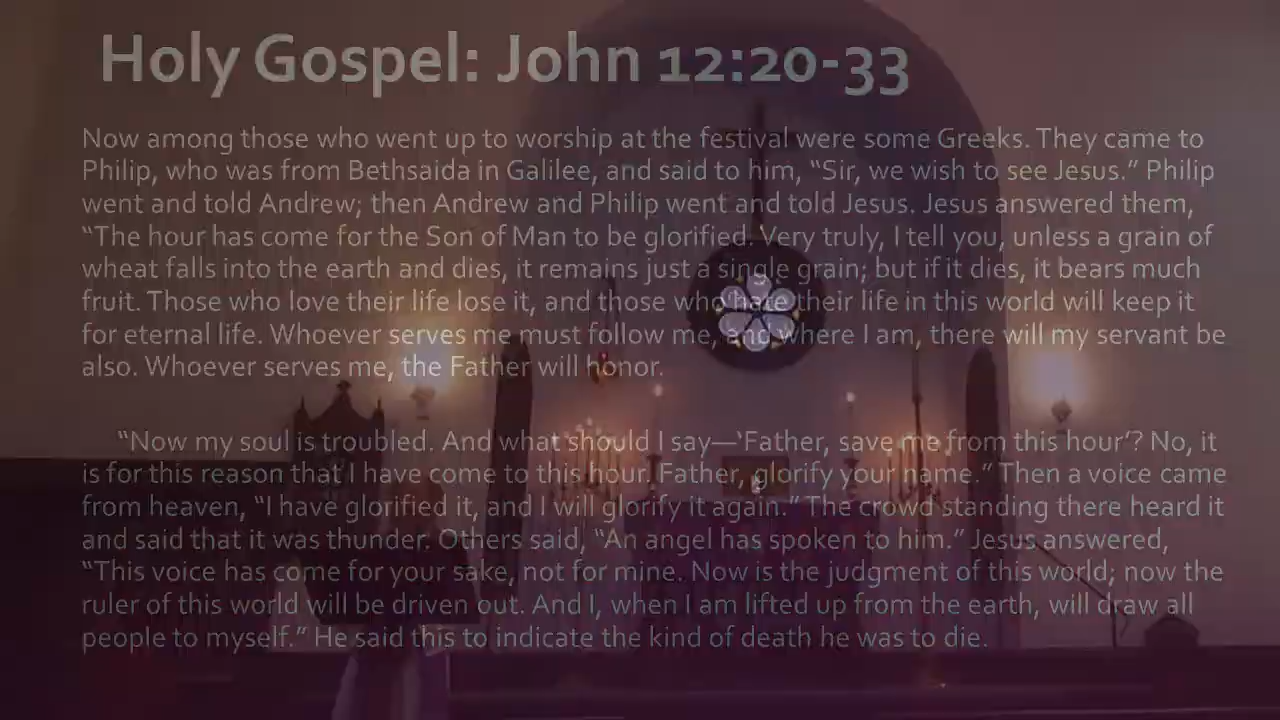 Holy Gospel: John 12:20-33
Now among those who went up to worship at the festival were some Greeks. They came to
Philip, who was from Bethsaida in Galilee, and said to him, “Sir, we wish to see Jesus.” Philip
went and told Andrew; then Andrew and Philip went and told Jesus. Jesus answered them,
“The hour has come for the Son of Man to be glorified. Very truly, I tell you, unless a grain of
wheat falls into the earth and dies, it remains just a single grain; but if it dies, it bears much
fruit. Those who love their life lose it, and those who hate their life in this world will keep it
for eternal life. Whoever serves me must follow me, and where I am, there will my servant be
also. Whoever serves me, the Father will honor.
“Now my soul is troubled. And what should I say—‘Father, save me from this hour’? No, it
is for this reason that I have come to this hour. Father, glorify your name.” Then a voice came
from heaven, “I have glorified it, and I will glorify it again.” The crowd standing there heard it
and said that it was thunder. Others said, “An angel has spoken to him.” Jesus answered,
“This voice has come for your sake, not for mine. Now is the judgment of this world; now the
ruler of this world will be driven out. And I, when I am lifted up from the earth, will draw all
people to myself.” He said this to indicate the kind of death he was to die.